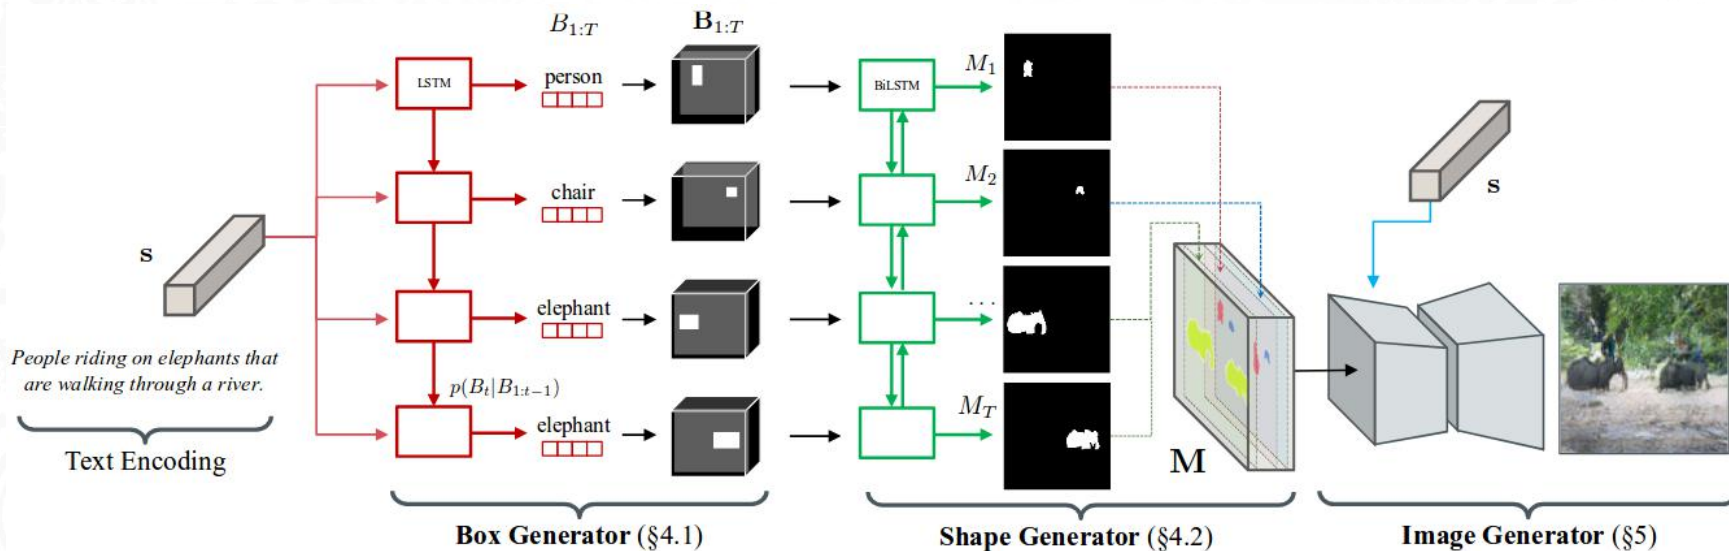 B₁:T
𝐁₁:T
LSTM
person
BiLSTM
M₁
chair
M₂
s
s
elephant
...
People riding on elephants that
are walking through a river.
p(Bₜ|B₁:ₜ₋₁)
elephant
M_T
M
Text Encoding
Box Generator (§4.1)
Shape Generator (§4.2)
Image Generator (§5)